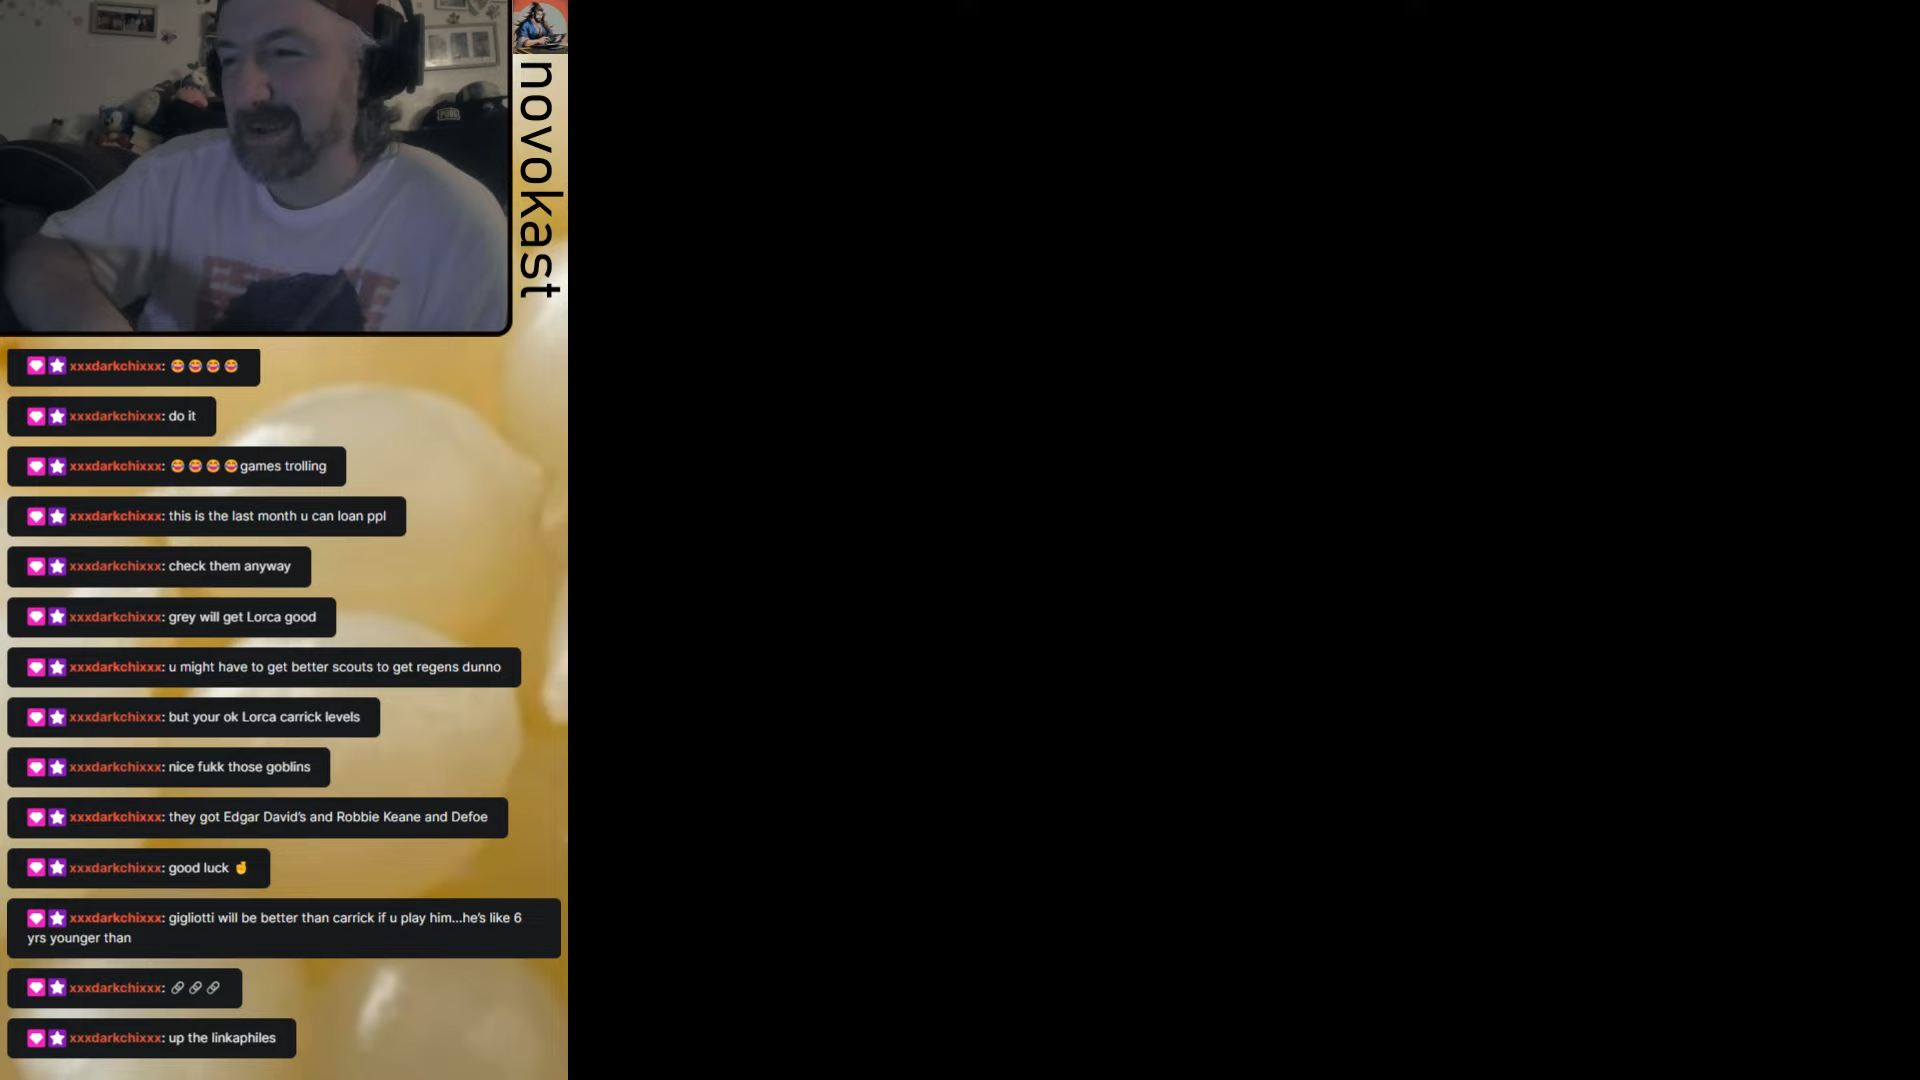 novokast
PUBG
xxxdarkchixxx: 😂 😂 😂 😂
xxxdarkchixxx: do it
xxxdarkchixxx: 😂 😂 😂 😂games trolling
xxxdarkchixxx: this is the last month u can loan ppl
xxxdarkchixxx: check them anyway
xxxdarkchixxx: grey will get Lorca good
xxxdarkchixxx: u might have to get better scouts to get regens dunno
xxxdarkchixxx: but your ok Lorca carrick levels
xxxdarkchixxx: nice fukk those goblins
xxxdarkchixxx: they got Edgar David's and Robbie Keane and Defoe
xxxdarkchixxx: good luck 🤞
xxxdarkchixxx: gigliotti will be better than carrick if u play him...he's like 6
yrs younger than
xxxdarkchixxx: 🔗 🔗 🔗
xxxdarkchixxx: up the linkaphiles